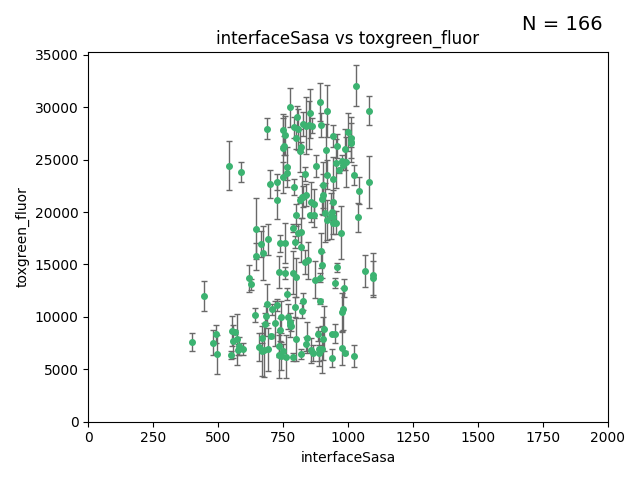 N = 166
interfaceSasa vs toxgreen_fluor
35000
30000
25000
20000
15000
10000
5000
0
toxgreen_fluor
0 250 500 750 1000 1250 1500 1750 2000
interfaceSasa